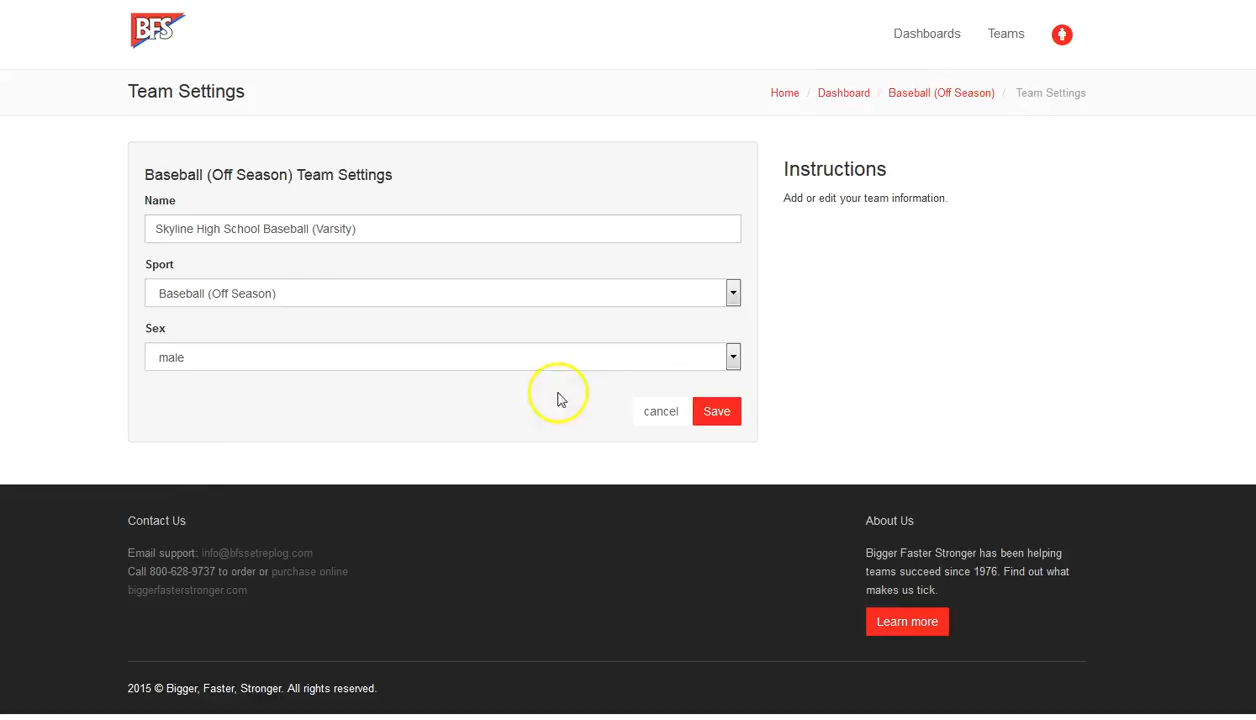 BFS
Dashboards
Teams
Team Settings
Home / Dashboard / Baseball (Off Season) / Team Settings
Baseball (Off Season) Team Settings
Name
Skyline High School Baseball (Varsity)
Sport
Baseball (Off Season)
Sex
male
cancel
Save
Instructions
Add or edit your team information.
Contact Us
Email support: info@bfssetreplog.com
Call 800-628-9737 to order or purchase online
biggerfasterstronger.com
About Us
Bigger Faster Stronger has been helping
teams succeed since 1976. Find out what
makes us tick.
Learn more
2015 © Bigger, Faster, Stronger. All rights reserved.